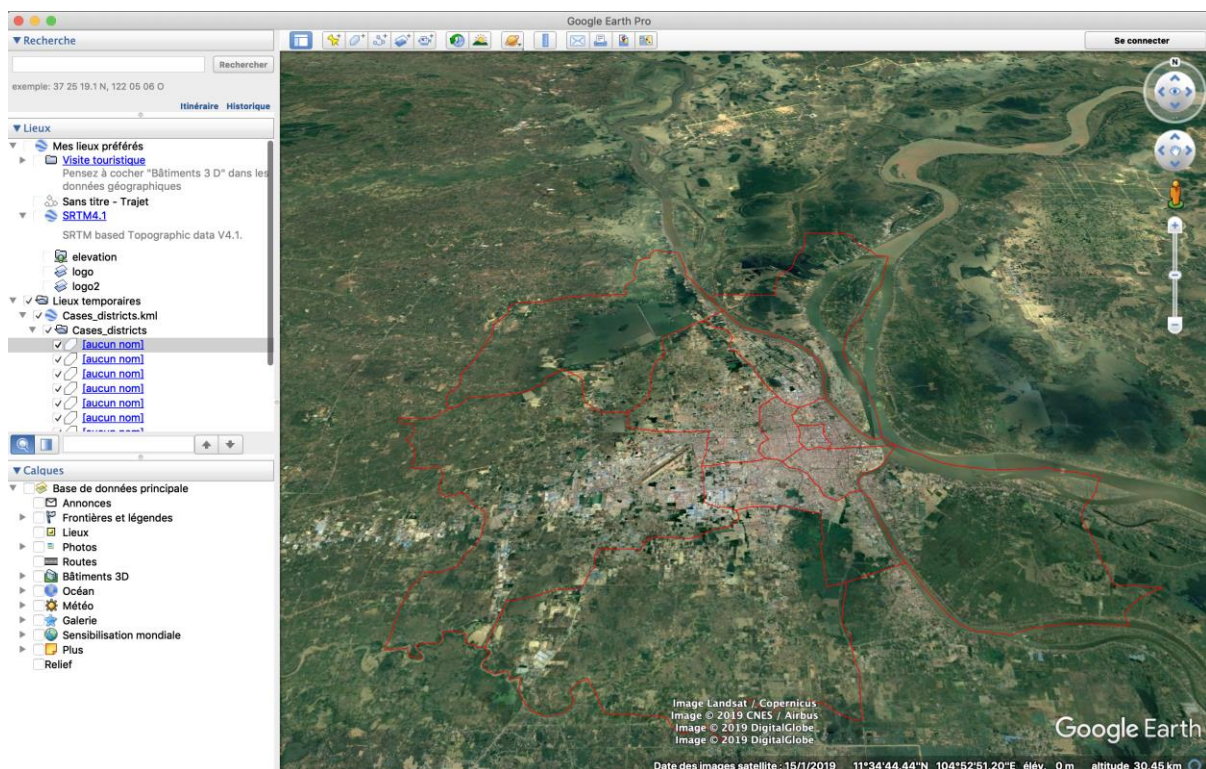 Google Earth Pro
Recherche
Rechercher
exemple: 37 25 19.1 N, 122 05 06 O
Itinéraire Historique
Lieux
Mes lieux préférés
Visite touristique
Pensez à cocher "Bâtiments 3 D" dans les
données géographiques
Sans titre - Trajet
SRTM4.1
SRTM based Topographic data V4.1.
elevation
logo
logo2
Lieux temporaires
Cases_districts.kml
Cases_districts
[aucun nom]
[aucun nom]
[aucun nom]
[aucun nom]
[aucun nom]
[aucun nom]
Calques
Base de données principale
Annonces
Frontières et légendes
Lieux
Photos
Routes
Bâtiments 3D
Océan
Météo
Galerie
Sensibilisation mondiale
Plus
Relief
Se connecter
N
Image Landsat / Copernicus
Image © 2019 CNES / Airbus
Image © 2019 DigitalGlobe
Image © 2019 DigitalGlobe
Google Earth
Date des images satellite : 15/1/2019 11°34'44.44"N 104°52'51.20"E élév. 0 m altitude 30.45 km